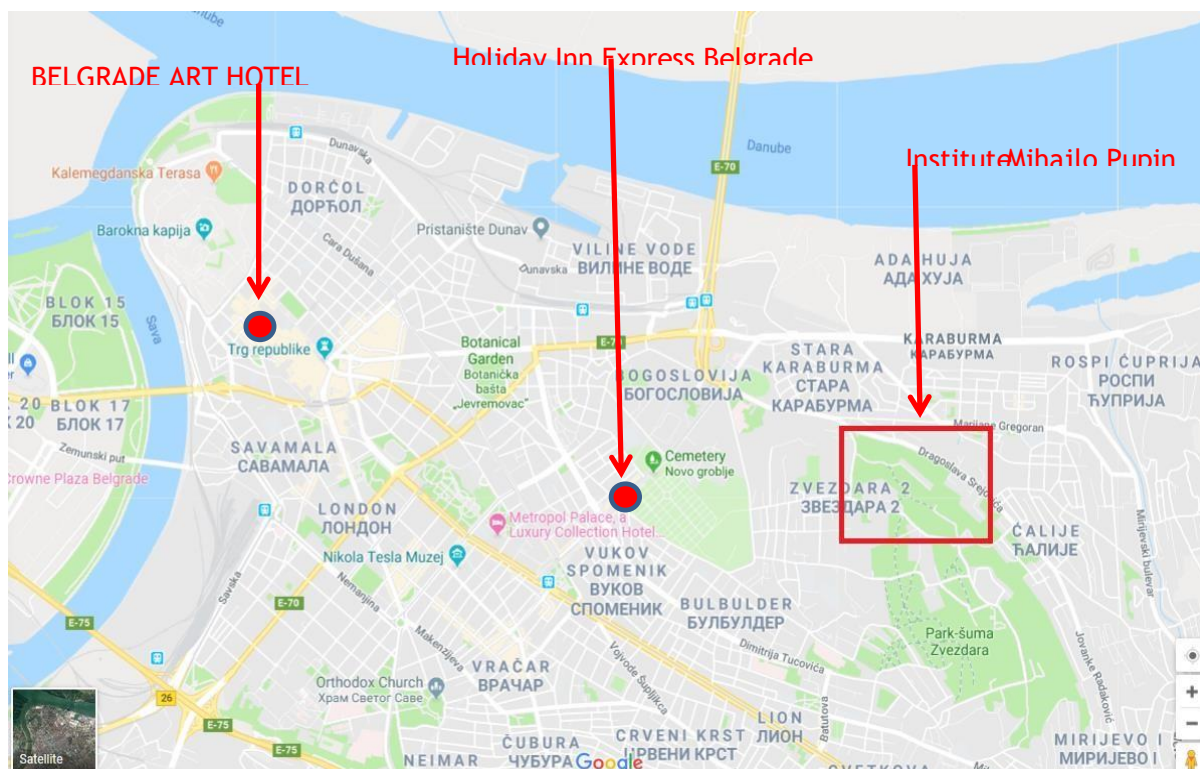 Danube
Holiday Inn Express Belgrade
BELGRADE ART HOTEL
Dunavska
Danube
E-70
Institute Mihajlo Pupin
Kalemegdanska Terasa
DORĆOL
ДОРЋОЛ
Barokna kapija
Cara Dušana
Pristanište Dunav
VILINE VODE
ВИЛИНЕ ВОДЕ
Dunavska
ADA HUJA
АДА ХУЈА
BLOK 15
БЛОК 15
Sava
Trg republike
Botanical
Garden
Botanička
bašta
„Jevremovac"
BOGOSLOVIJA
БОГОСЛОВИЈА
STARA
KARABURMA
СТАРА
КАРАБУРМА
KARABURMA
КАРАБУРМА
ROSPI ĆUPRIJA
РОСПИ
ЋУПРИЈА
20
K 20
BLOK 17
БЛОК 17
Zemunski put
Crowne Plaza Belgrade
SAVAMALA
САВАМАЛА
Marijane Gregoran
Dragoslava Srejovića
Cemetery
Novo groblje
ZVEZDARA 2
ЗВЕЗДАРА 2
LONDON
ЛОНДОН
Metropol Palace, a
Luxury Collection Hotel...
ĆALIJE
ЋАЛИЈЕ
Mirijevski bulevar
Nikola Tesla Muzej
VUKOV
SPOMENIK
ВУКОВ
СПОМЕНИК
Savska
Nemanjina
E-70
E-75
BULBULDER
БУЛБУЛДЕР
Dimitrija Tucovića
Park-šuma
Zvezdara
Makenzijeva
Vojvode Šupljikca
Jovanke Radaković
VRAČAR
ВРАЧАР
Orthodox Church
Храм Светог Саве
26
E-75
E-75
LION
ЛИОН
Batutova
CRVENI KRST
ЦРВЕНИ КРСТ
ČUBURA
ЧУБУРА
NEIMAR
Google
MIRIJEVO I
МИРИЈЕВО I
Satellite